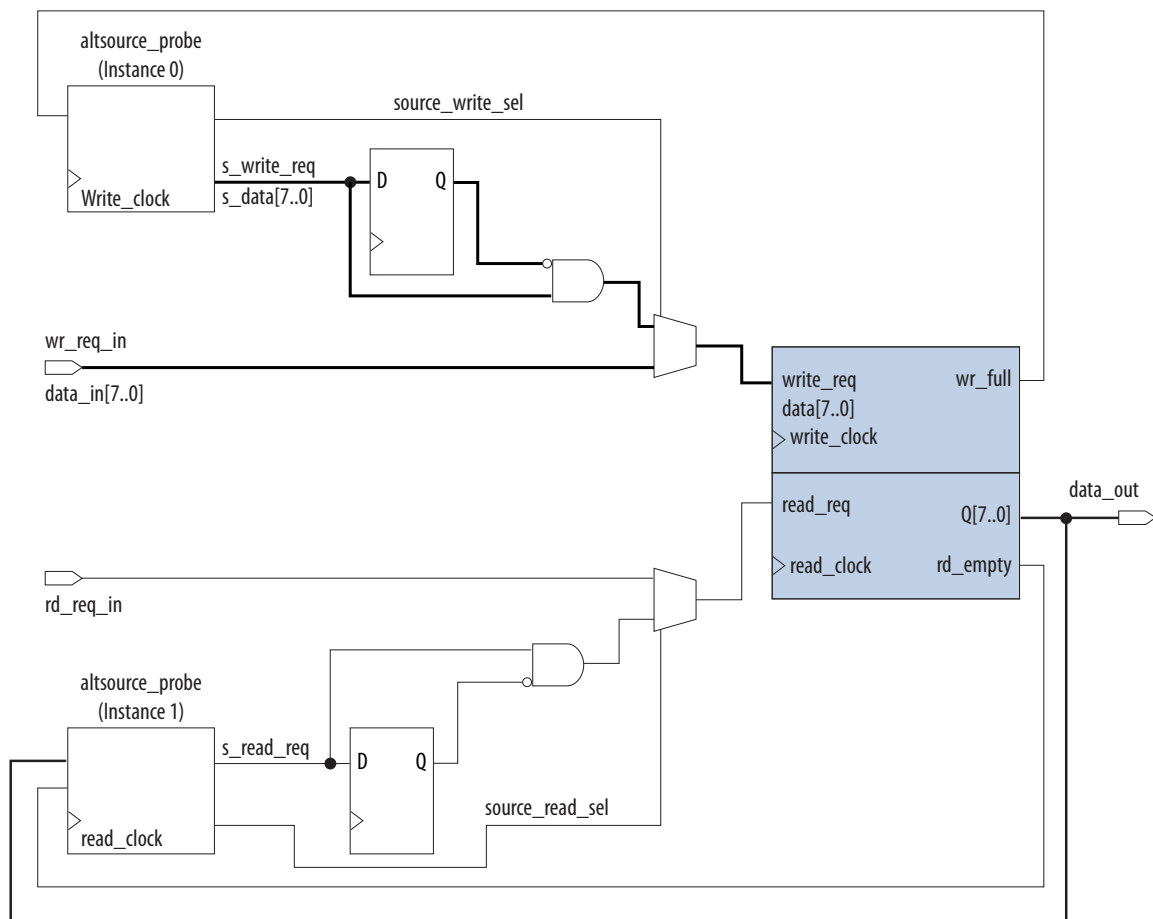 altsource_probe
(Instance 0)
source_write_sel
s_write_req
D
Q
s_data[7..0]
Write_clock
wr_req_in
data_in[7..0]
write_req
wr_full
data[7..0]
write_clock
read_req
data_out
Q[7..0]
read_clock
rd_empty
rd_req_in
altsource_probe
(Instance 1)
s_read_req
D
Q
source_read_sel
read_clock